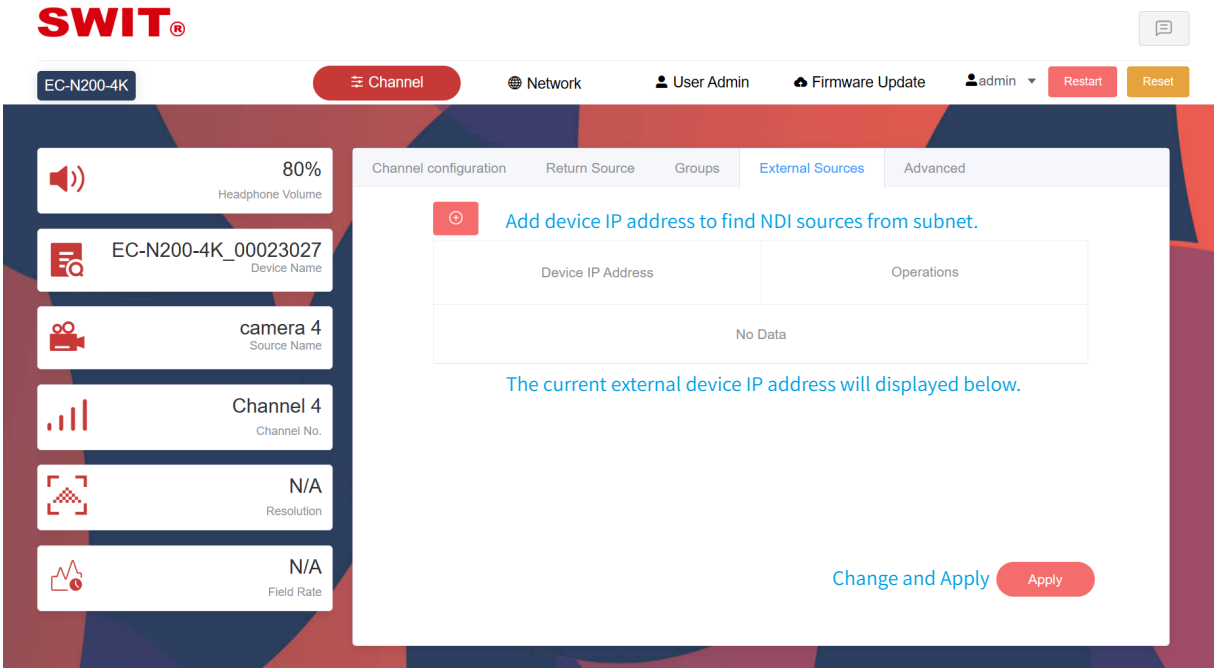 SWIT®
EC-N200-4K
Channel
Network
User Admin
Firmware Update
admin
Restart
Reset
80%
Headphone Volume
EC-N200-4K_00023027
Device Name
camera 4
Source Name
Channel 4
Channel No.
N/A
Resolution
N/A
Field Rate
Channel configuration
Return Source
Groups
External Sources
Advanced
Add device IP address to find NDI sources from subnet.
Device IP Address
Operations
No Data
The current external device IP address will displayed below.
Change and Apply
Apply